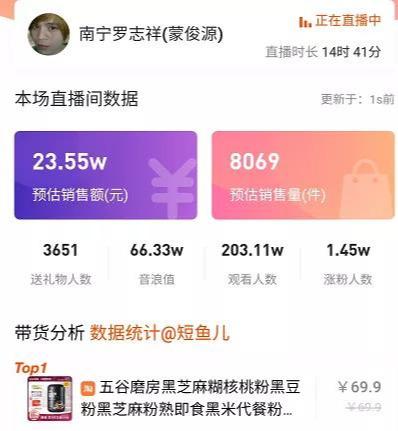 正在直播中
南宁罗志祥(蒙俊源)
直播时长 14时 41分
本场直播间数据
更新于：1s前
23.55w
8069
预估销售额(元)
预估销售量(件)
3651
66.33w
203.11w
1.45w
送礼物人数
音浪值
观看人数
涨粉人数
带货分析 数据统计@短鱼儿
Top1
淘 五谷磨房黑芝麻糊核桃粉黑豆
￥69.9
粉黑芝麻粉熟即食黑米代餐粉...
￥69.9